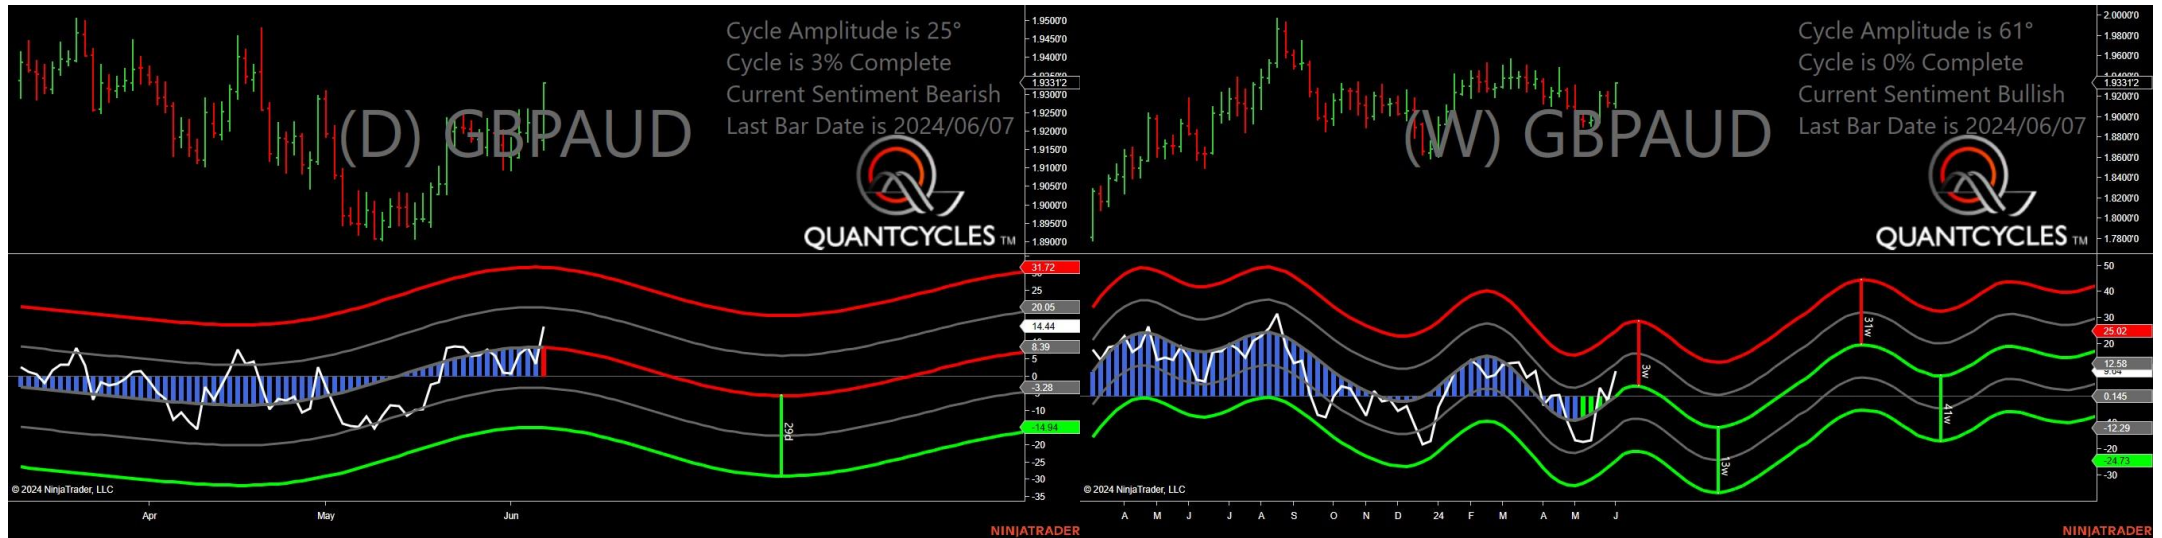 Cycle Amplitude is 25°
Cycle is 3% Complete
Current Sentiment Bearish
Last Bar Date is 2024/06/07
(D) GBPAUD
QUANTCYCLES TM
1.9500'0
1.9450'0
1.9400'0
1.9331'2
1.9300'0
1.9250'0
1.9200'0
1.9150'0
1.9100'0
1.9050'0
1.9000'0
1.8950'0
1.8900'0
31.72
25
20.05
14.44
8.39
5
0
-3.28
-10
-14.94
-20
-25
-30
-35
29d
© 2024 NinjaTrader, LLC
Apr
May
Jun
NINJATRADER
Cycle Amplitude is 61°
Cycle is 0% Complete
Current Sentiment Bullish
Last Bar Date is 2024/06/07
(W) GBPAUD
QUANTCYCLES TM
2.0000'0
1.9800'0
1.9600'0
1.9331'2
1.9200'0
1.9000'0
1.8800'0
1.8600'0
1.8400'0
1.8200'0
1.8000'0
1.7800'0
50
40
30
25.02
20
12.58
9.04
0.145
-12.29
-20
-24.73
-30
3w
13w
31w
41w
© 2024 NinjaTrader, LLC
A M J J A S O N D 24 F M A M J
NINJATRADER